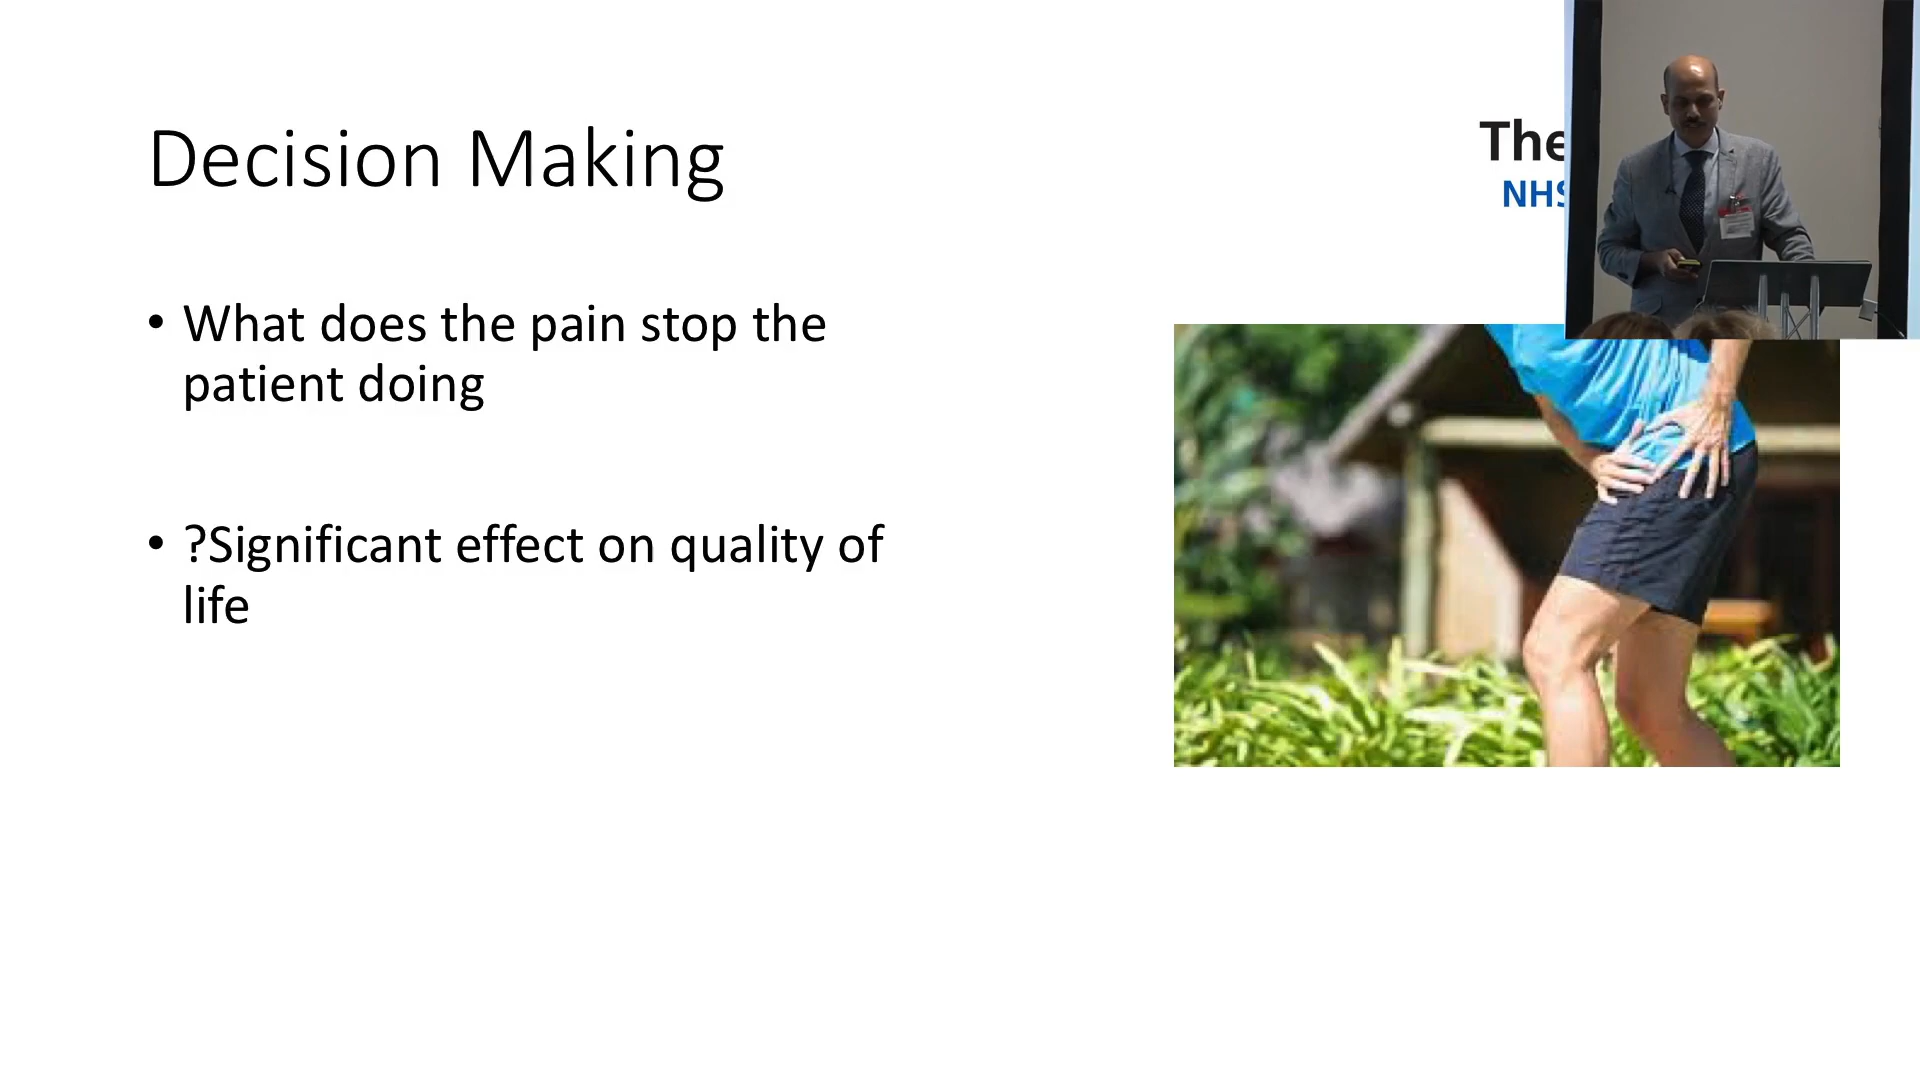 Decision Making
The
NHS
• What does the pain stop the
patient doing
• ?Significant effect on quality of
life